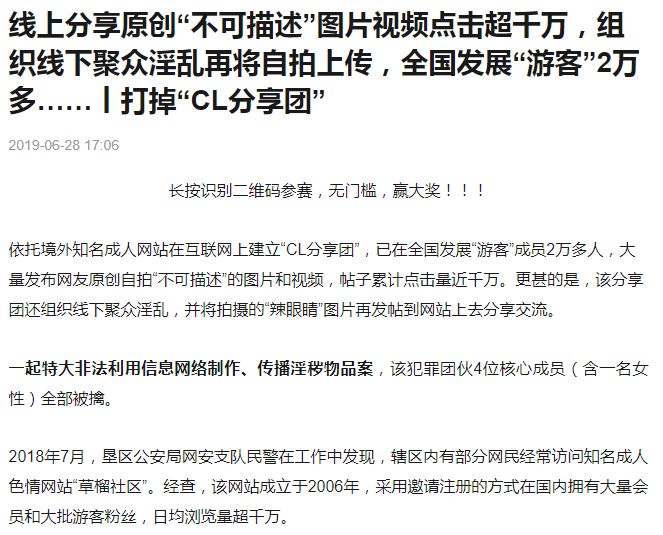 线上分享原创“不可描述”图片视频点击超千万，组
织线下聚众淫乱再将自拍上传，全国发展“游客”2万
多……丨打掉“CL分享团”
2019-06-28 17:06
长按识别二维码参赛，无门槛，赢大奖！！！
依托境外知名成人网站在互联网上建立“CL分享团”，已在全国发展“游客”成员2万多人，大
量发布网友原创自拍“不可描述”的图片和视频，帖子累计点击量近千万。更甚的是，该分享
团还组织线下聚众淫乱，并将拍摄的“辣眼睛”图片再发帖到网站上去分享交流。
一起特大非法利用信息网络制作、传播淫秽物品案，该犯罪团伙4位核心成员（含一名女
性）全部被擒。
2018年7月，垦区公安局网安支队民警在工作中发现，辖区内有部分网民经常访问知名成人
色情网站“草榴社区”。经查，该网站成立于2006年，采用邀请注册的方式在国内拥有大量会
员和大批游客粉丝，日均浏览量超千万。